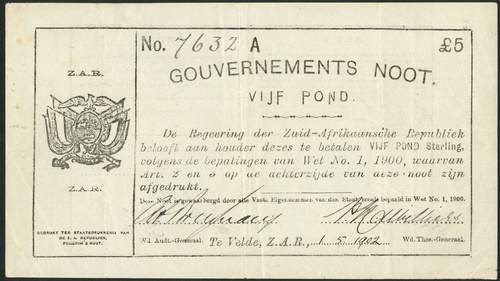 No. 7632 A £5
GOUVERNEMENTS NOOT.
VIJF POND.
Z.A.R.
De Regeering der Zuid-Afrikaansche Republiek
belooft aan houder dezes te betalen VIJF POND Sterling,
volgens de bepalingen van Wet No. 1, 1900, waarvan
Art. 2 en 3 op de achterzijde van deze noot zijn
afgedrukt.
Deze Noot is gewaarborgd door alle Vaste Eigendommen van den Staat zooals bepaald in Wet No. 1, 1900.
Z.A.R.
GEDRUKT TER STAATSDRUKKERIJ VAN
DE Z. A. REPUBLIEK,
PELGRIM'S RUST.
Wd. Audt.-Generaal. Te Velde, Z.A.R., 1.5.1902 Wd. Thes.-Generaal.